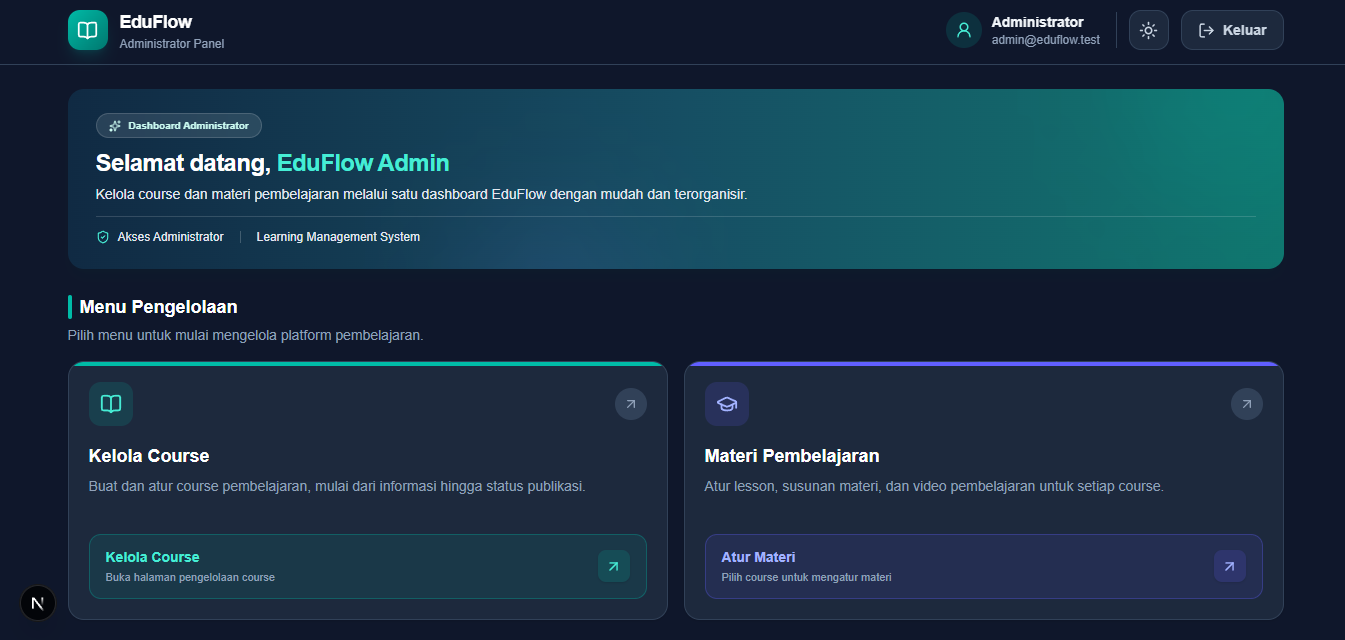 EduFlow
Administrator Panel
Administrator
admin@eduflow.test
Keluar
Dashboard Administrator
Selamat datang, EduFlow Admin
Kelola course dan materi pembelajaran melalui satu dashboard EduFlow dengan mudah dan terorganisir.
Akses Administrator
Learning Management System
Menu Pengelolaan
Pilih menu untuk mulai mengelola platform pembelajaran.
Kelola Course
Buat dan atur course pembelajaran, mulai dari informasi hingga status publikasi.
Kelola Course
Buka halaman pengelolaan course
Materi Pembelajaran
Atur lesson, susunan materi, dan video pembelajaran untuk setiap course.
Atur Materi
Pilih course untuk mengatur materi
N